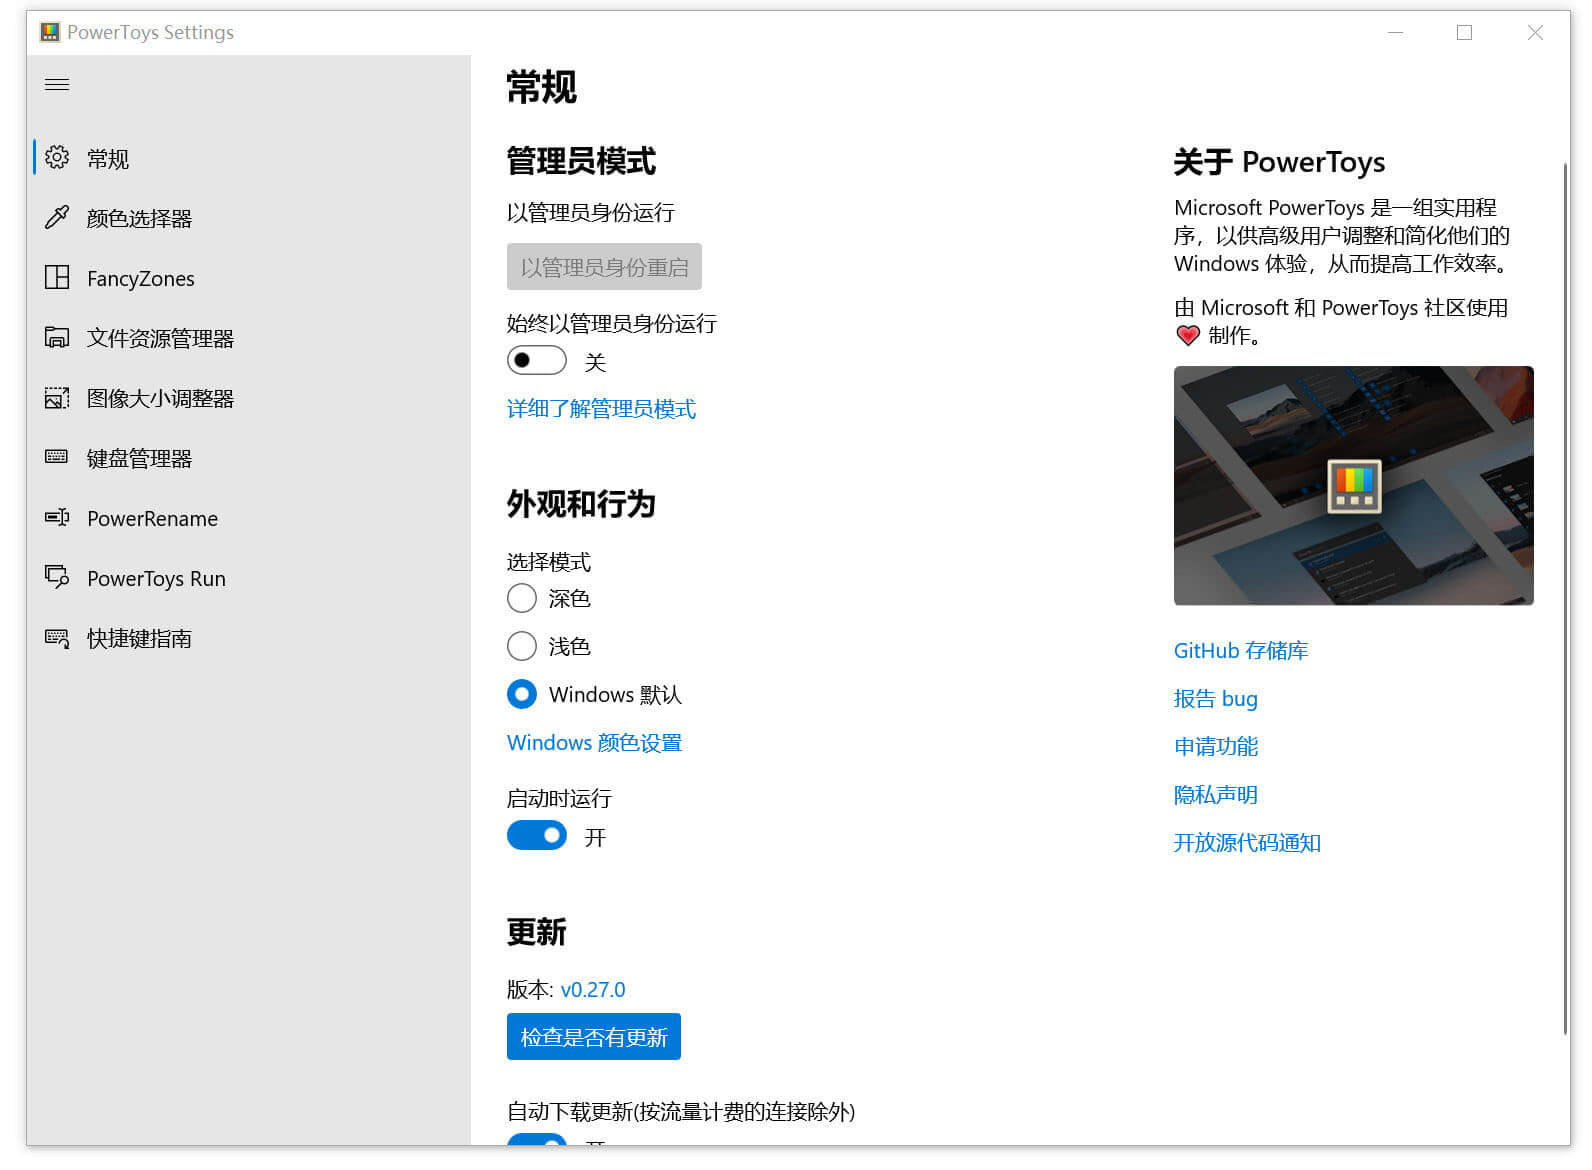 PowerToys Settings
常规
颜色选择器
FancyZones
文件资源管理器
图像大小调整器
键盘管理器
PowerRename
PowerToys Run
快捷键指南
常规
管理员模式
以管理员身份运行
以管理员身份重启
始终以管理员身份运行
关
详细了解管理员模式
外观和行为
选择模式
深色
浅色
Windows 默认
Windows 颜色设置
启动时运行
开
更新
版本: v0.27.0
检查是否有更新
自动下载更新(按流量计费的连接除外)
关于 PowerToys
Microsoft PowerToys 是一组实用程
序，以供高级用户调整和简化他们的
Windows 体验，从而提高工作效率。
由 Microsoft 和 PowerToys 社区使用
❤ 制作。
GitHub 存储库
报告 bug
申请功能
隐私声明
开放源代码通知